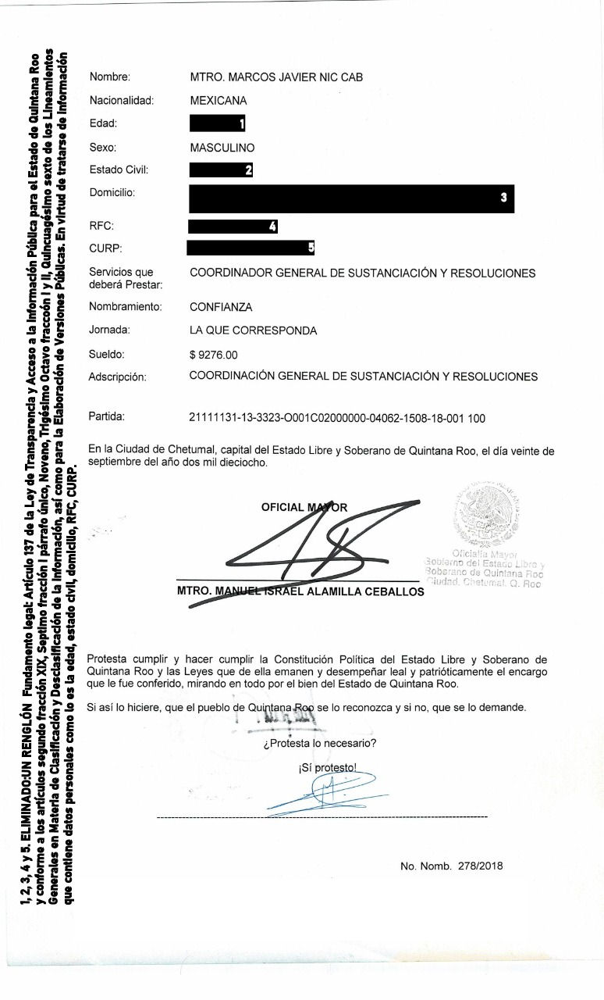 Nombre: MTRO. MARCOS JAVIER NIC CAB
Nacionalidad: MEXICANA
Edad: 1
Sexo: MASCULINO
Estado Civil: 2
Domicilio: 3
RFC: 4
CURP: 5
Servicios que
deberá Prestar: COORDINADOR GENERAL DE SUSTANCIACIÓN Y RESOLUCIONES
Nombramiento: CONFIANZA
Jornada: LA QUE CORRESPONDA
Sueldo: $ 9276.00
Adscripción: COORDINACIÓN GENERAL DE SUSTANCIACIÓN Y RESOLUCIONES
Partida: 21111131-13-3323-O001C02000000-04062-1508-18-001 100
En la Ciudad de Chetumal, capital del Estado Libre y Soberano de Quintana Roo, el día veinte de
septiembre del año dos mil dieciocho.
OFICIAL MAYOR
MTRO. MANUEL ISRAEL ALAMILLA CEBALLOS
Oficialía Mayor
Gobierno del Estado Libre y
Soberano de Quintana Roo
Ciudad. Chetumal. Q. Roo
Protesta cumplir y hacer cumplir la Constitución Política del Estado Libre y Soberano de
Quintana Roo y las Leyes que de ella emanen y desempeñar leal y patrióticamente el encargo
que le fue conferido, mirando en todo por el bien del Estado de Quintana Roo.
Si así lo hiciere, que el pueblo de Quintana Roo se lo reconozca y si no, que se lo demande.
¿Protesta lo necesario?
¡Sí protesto!
No. Nomb. 278/2018
1, 2, 3, 4 y 5. ELIMINADO:UN RENGLÓN Fundamento legal: Artículo 137 de la Ley de Transparencia y Acceso a la Información Pública para el Estado de Quintana Roo
y conforme a los artículos segundo fracción XIX, Septimo fracción I párrafo único, Noveno, Trigésimo Octavo fraccoón I y II, Quincuagésimo sexto de los Lineamientos
Generales en Materia de Clasificación y Desclasificación de la Información, así como para la Elaboración de Versiones Públicas. En virtud de tratarse de Información
que contiene datos personales como lo es la edad, estado civil, domicilio, RFC, CURP.